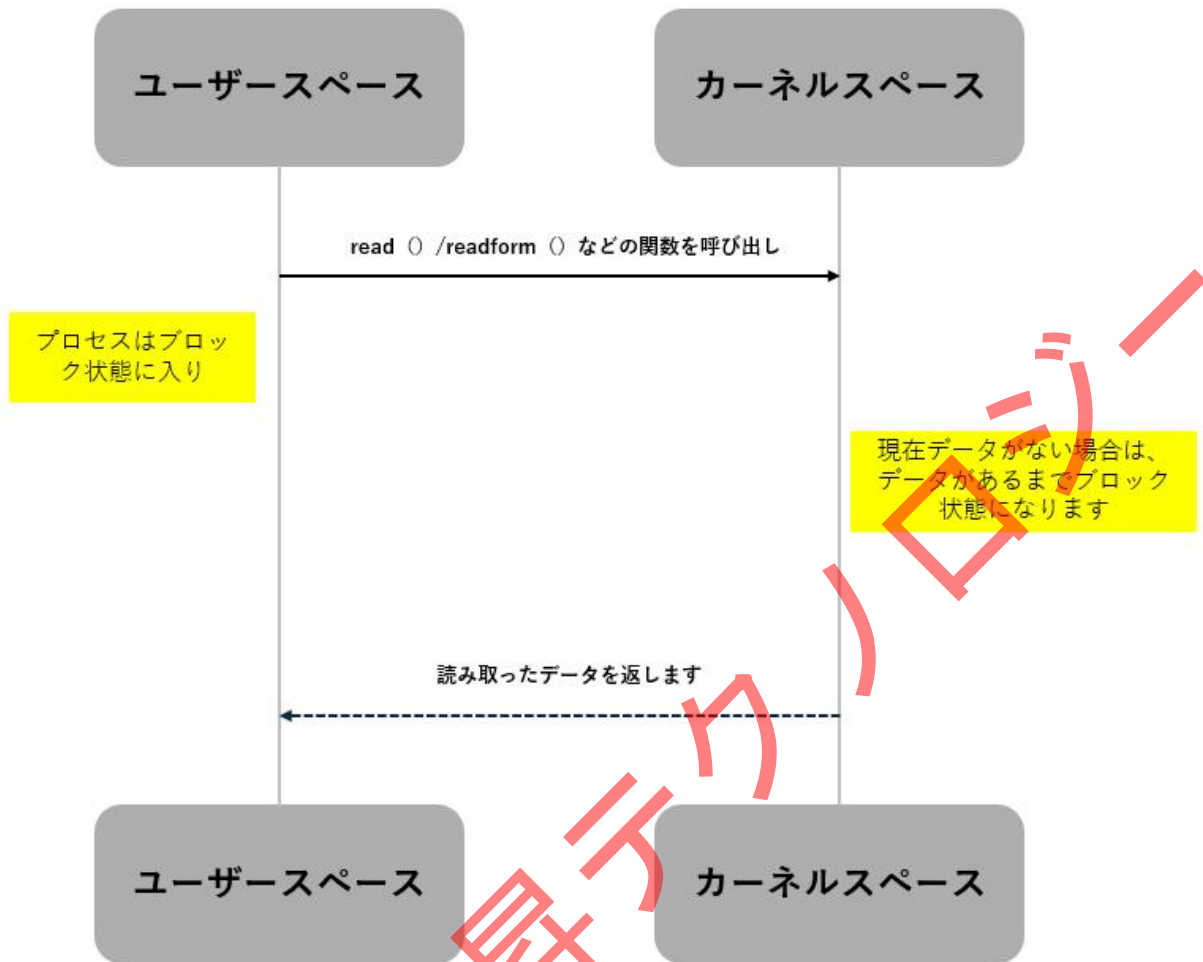 ユーザースペース
カーネルスペース
read（）/readform（）などの関数を呼び出し
プロセスはブロッ
ク状態に入り
現在データがない場合は、
データがあるまでブロック
状態になります
読み取ったデータを返します
ユーザースペース
カーネルスペース
昇テクノロジー